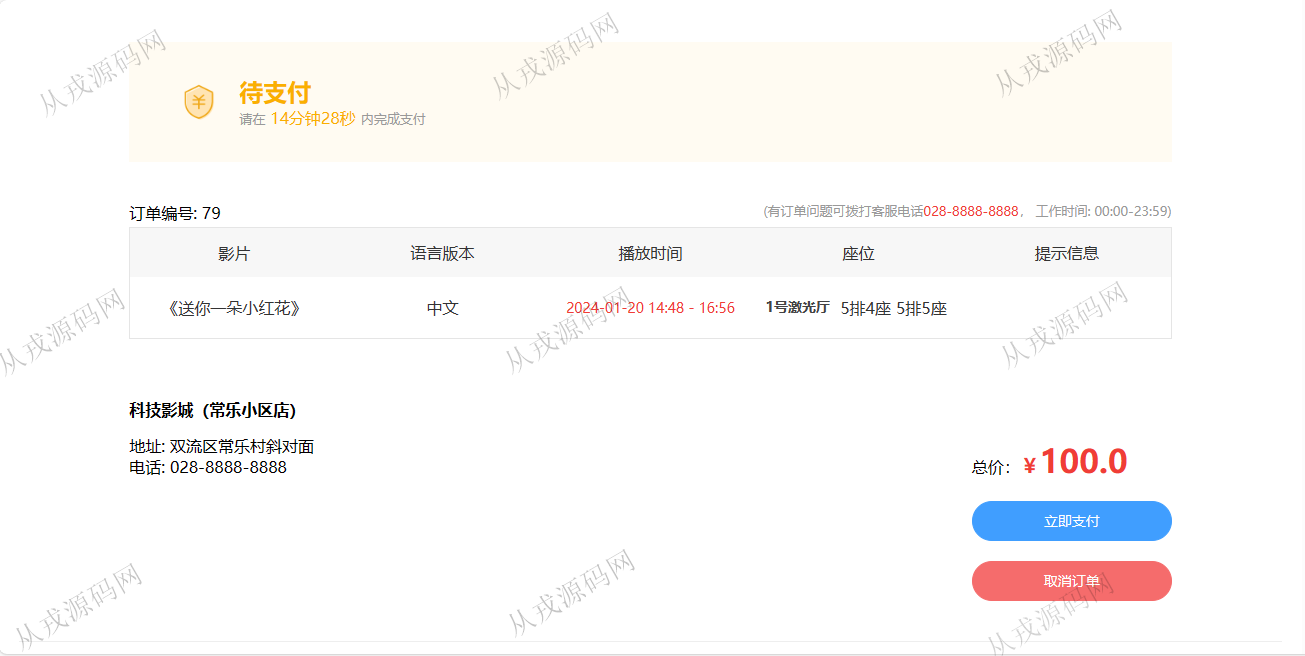 从戎源码网
从戎源码网
从戎源码网
¥
待支付
请在 14分钟28秒 内完成支付
订单编号: 79
(有订单问题可拨打客服电话028-8888-8888， 工作时间: 00:00-23:59)
影片 语言版本 播放时间 座位 提示信息
《送你一朵小红花》 中文 2024-01-20 14:48 - 16:56 1号激光厅 5排4座 5排5座
从戎源码网
从戎源码网
从戎源码网
科技影城（常乐小区店）
地址: 双流区常乐村斜对面
电话: 028-8888-8888
总价： ¥ 100.0
立即支付
取消订单
从戎源码网
从戎源码网
从戎源码网